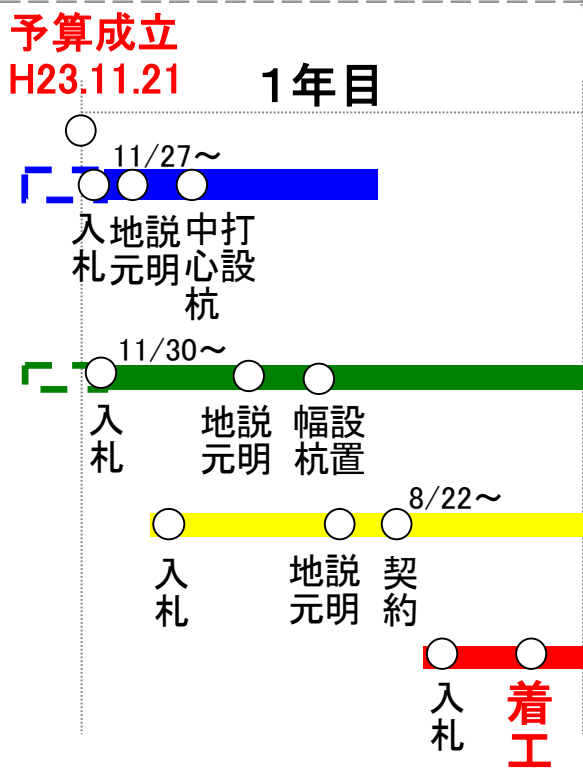 予算成立
H23.11.21
１年目
11/27～
入札
地元説明
中心杭打設
11/30～
入札
地元説明
幅杭設置
8/22～
入札
地元説明
契約
入札
着工